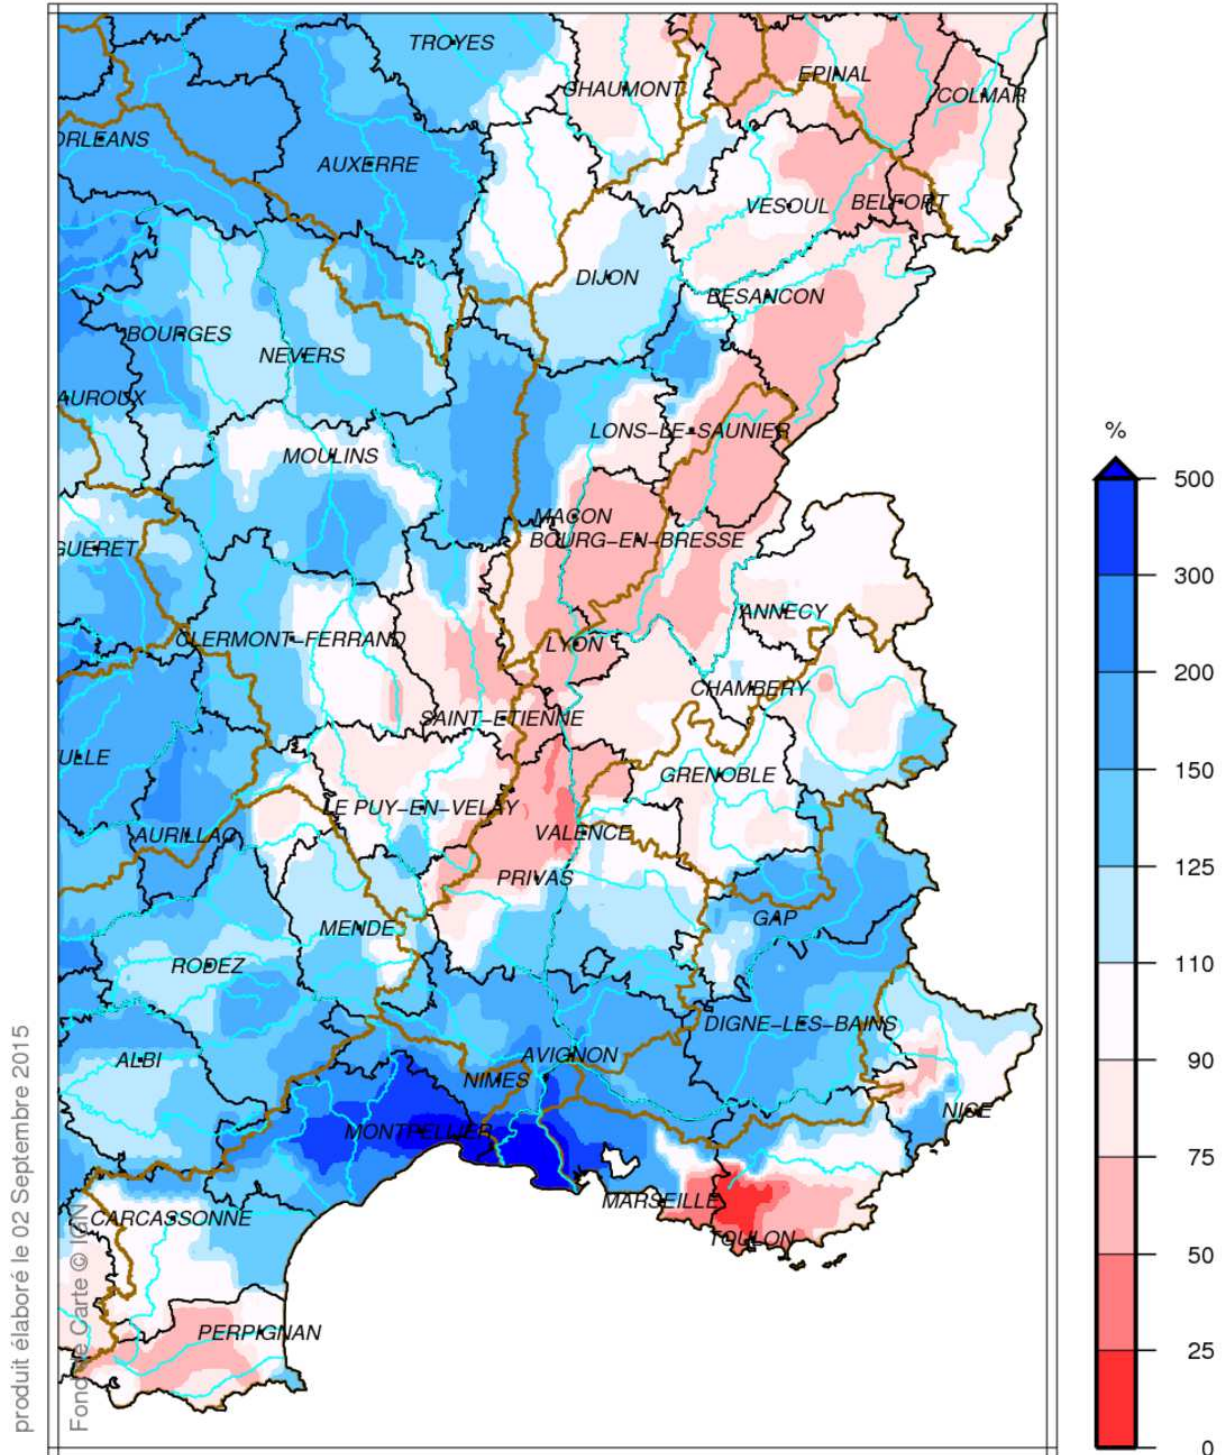 TROYES
CHAUMONT
EPINAL
COLMAR
ORLEANS
AUXERRE
VESOUL
BELFORT
DIJON
BESANCON
BOURGES
NEVERS
AUROUX
LONS-LE-SAUNIER
MOULINS
MACON
BOURG-EN-BRESSE
GUERET
ANNECY
CLERMONT-FERRAND
LYON
CHAMBERY
SAINT-ETIENNE
ULLE
GRENOBLE
LE PUY-EN-VELAY
VALENCE
AURILLAC
PRIVAS
GAP
MENDE
RODEZ
DIGNE-LES-BAINS
AVIGNON
ALBI
NIMES
NICE
MONTPELLIER
MARSEILLE
CARCASSONNE
TOULON
PERPIGNAN
%
500
300
200
150
125
110
90
75
50
25
0
produit élaboré le 02 Septembre 2015
Fond de Carte © IGN